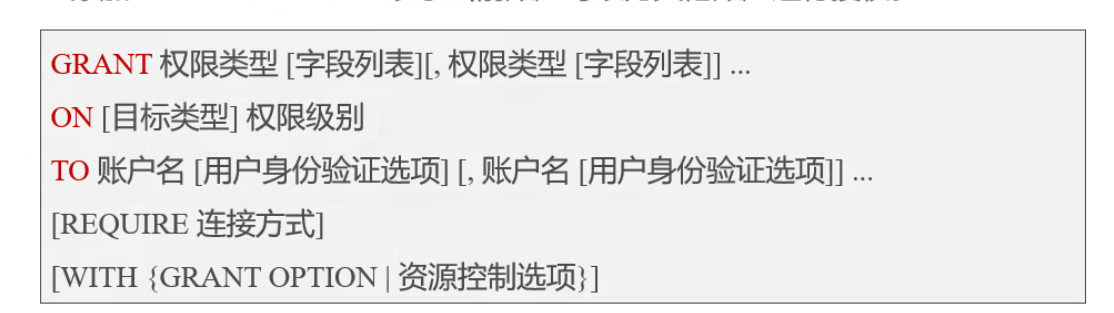 GRANT 权限类型 [字段列表][, 权限类型 [字段列表]] ...
ON [目标类型] 权限级别
TO 账户名 [用户身份验证选项] [, 账户名 [用户身份验证选项]] ...
[REQUIRE 连接方式]
[WITH {GRANT OPTION | 资源控制选项}]